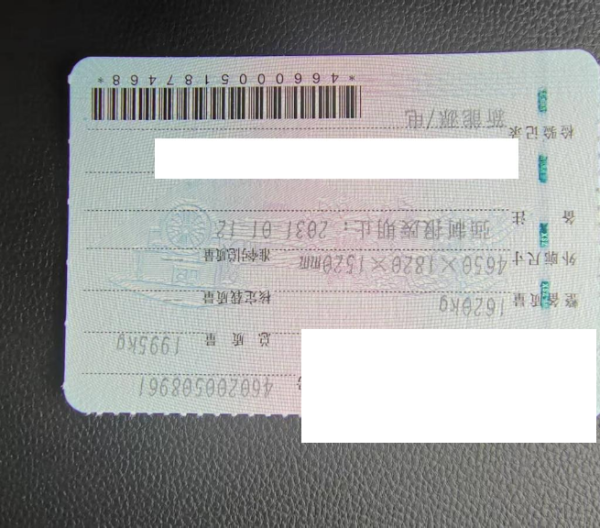 号 460200508961
总质量 1995kg
整备质量 1620kg 核定载质量
外廓尺寸 4650×1820×1520mm 准牵引总质量
备注 强制报废期止：2031-01-12
检验记录
新能源/电
*4660005187468*